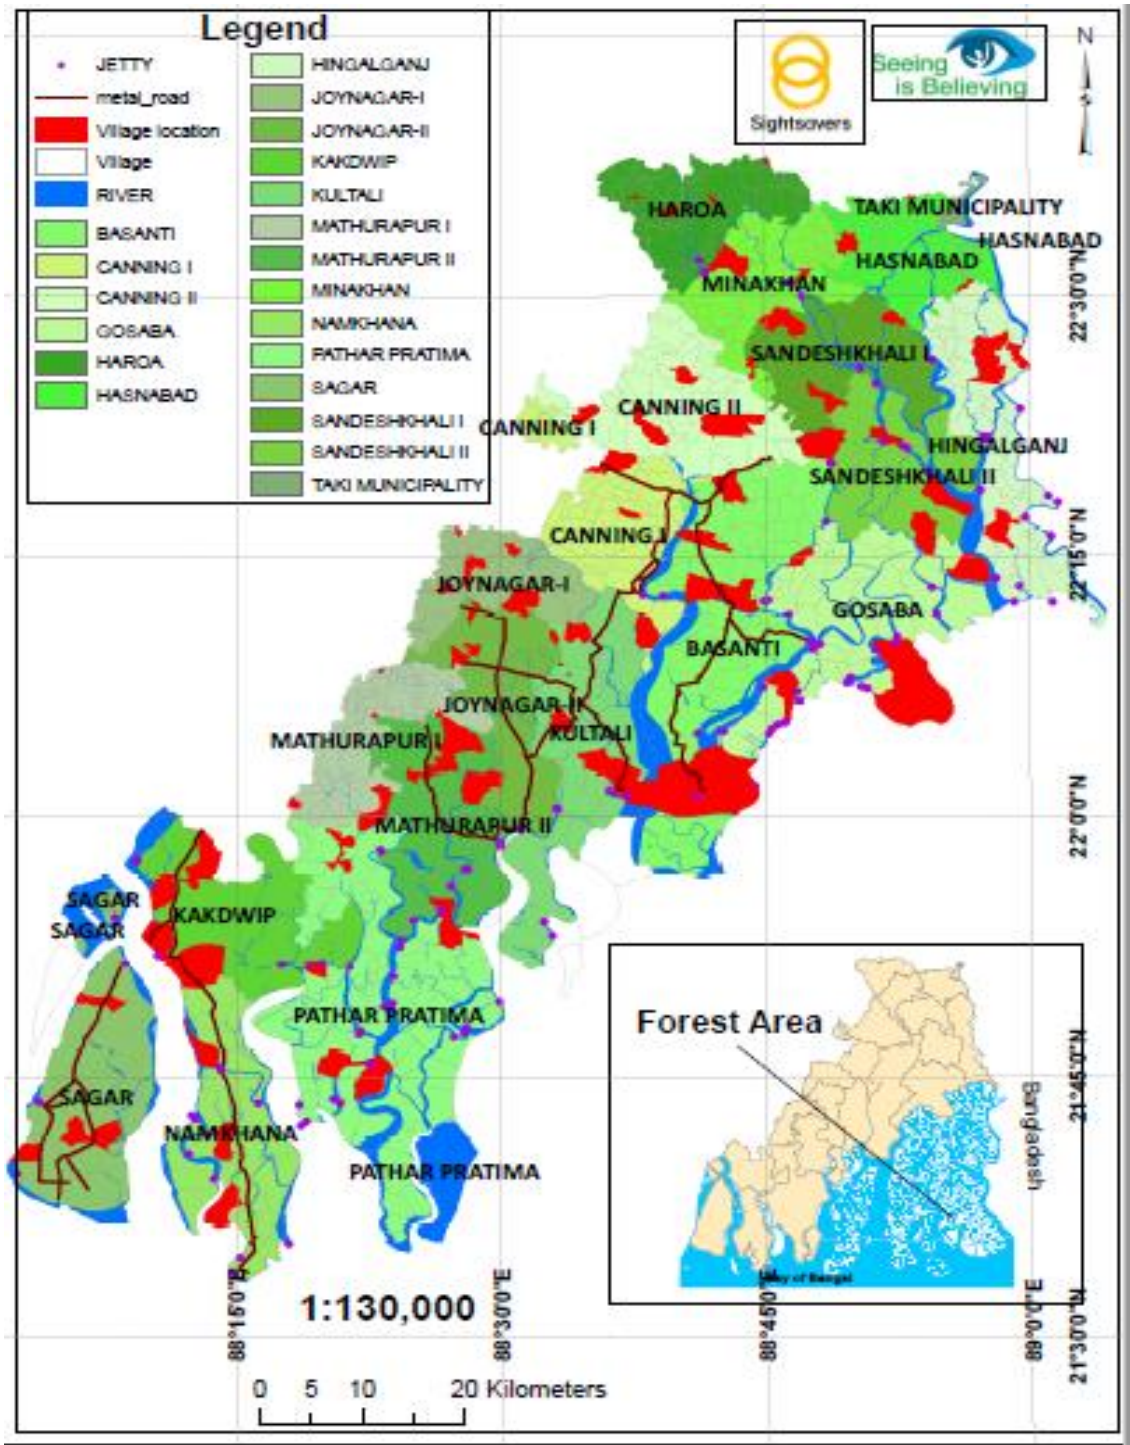 Legend
JETTY
metal_road
Village location
Village
RIVER
BASANTI
CANNING I
CANNING II
GOSABA
HAROA
HASNABAD
HINGALGANJ
JOYNAGAR-I
JOYNAGAR-II
KAKDWIP
KULTALI
MATHURAPUR I
MATHURAPUR II
MINAKHAN
NAMKHANA
PATHAR PRATIMA
SAGAR
SANDESHKHALI I
SANDESHKHALI II
TAKI MUNICIPALITY
Sightsavers
Seeing
is Believing
N
HAROA
TAKI MUNICIPALITY
HASNABAD
HASNABAD
MINAKHAN
SANDESHKHALI I
CANNING II
CANNING I
HINGALGANJ
SANDESHKHALI II
CANNING I
JOYNAGAR-I
GOSABA
BASANTI
JOYNAGAR-II
KULTALI
MATHURAPUR I
MATHURAPUR II
SAGAR
KAKDWIP
SAGAR
PATHAR PRATIMA
SAGAR
NAMKHANA
PATHAR PRATIMA
Forest Area
Bangladesh
Bay of Bengal
22°30'0"N
22°15'0"N
22°0'0"N
21°45'0"N
21°30'0"N
88°15'0"E
88°30'0"E
88°45'0"E
89°0'0"E
1:130,000
0 5 10 20 Kilometers